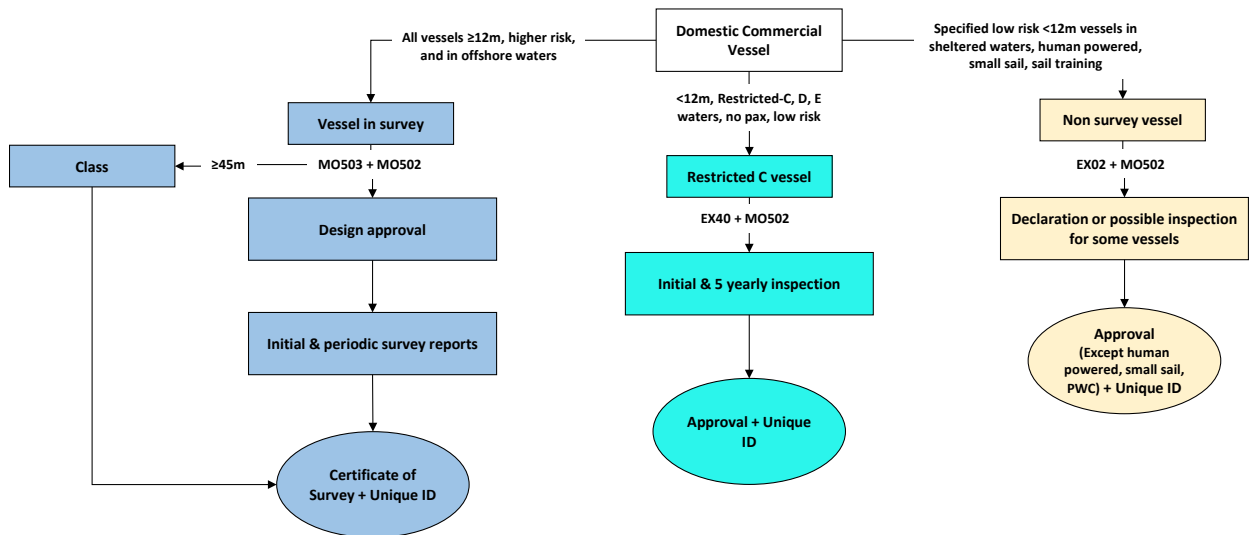 All vessels ≥12m, higher risk,
and in offshore waters
Domestic Commercial
Vessel
Specified low risk <12m vessels in
sheltered waters, human powered,
small sail, sail training
<12m, Restricted-C, D, E
waters, no pax, low risk
Vessel in survey
Non survey vessel
Class
≥45m
MO503 + MO502
Restricted C vessel
EX02 + MO502
Design approval
EX40 + MO502
Declaration or possible inspection
for some vessels
Initial & 5 yearly inspection
Initial & periodic survey reports
Approval
(Except human
powered, small sail,
PWC) + Unique ID
Approval + Unique
ID
Certificate of
Survey + Unique ID